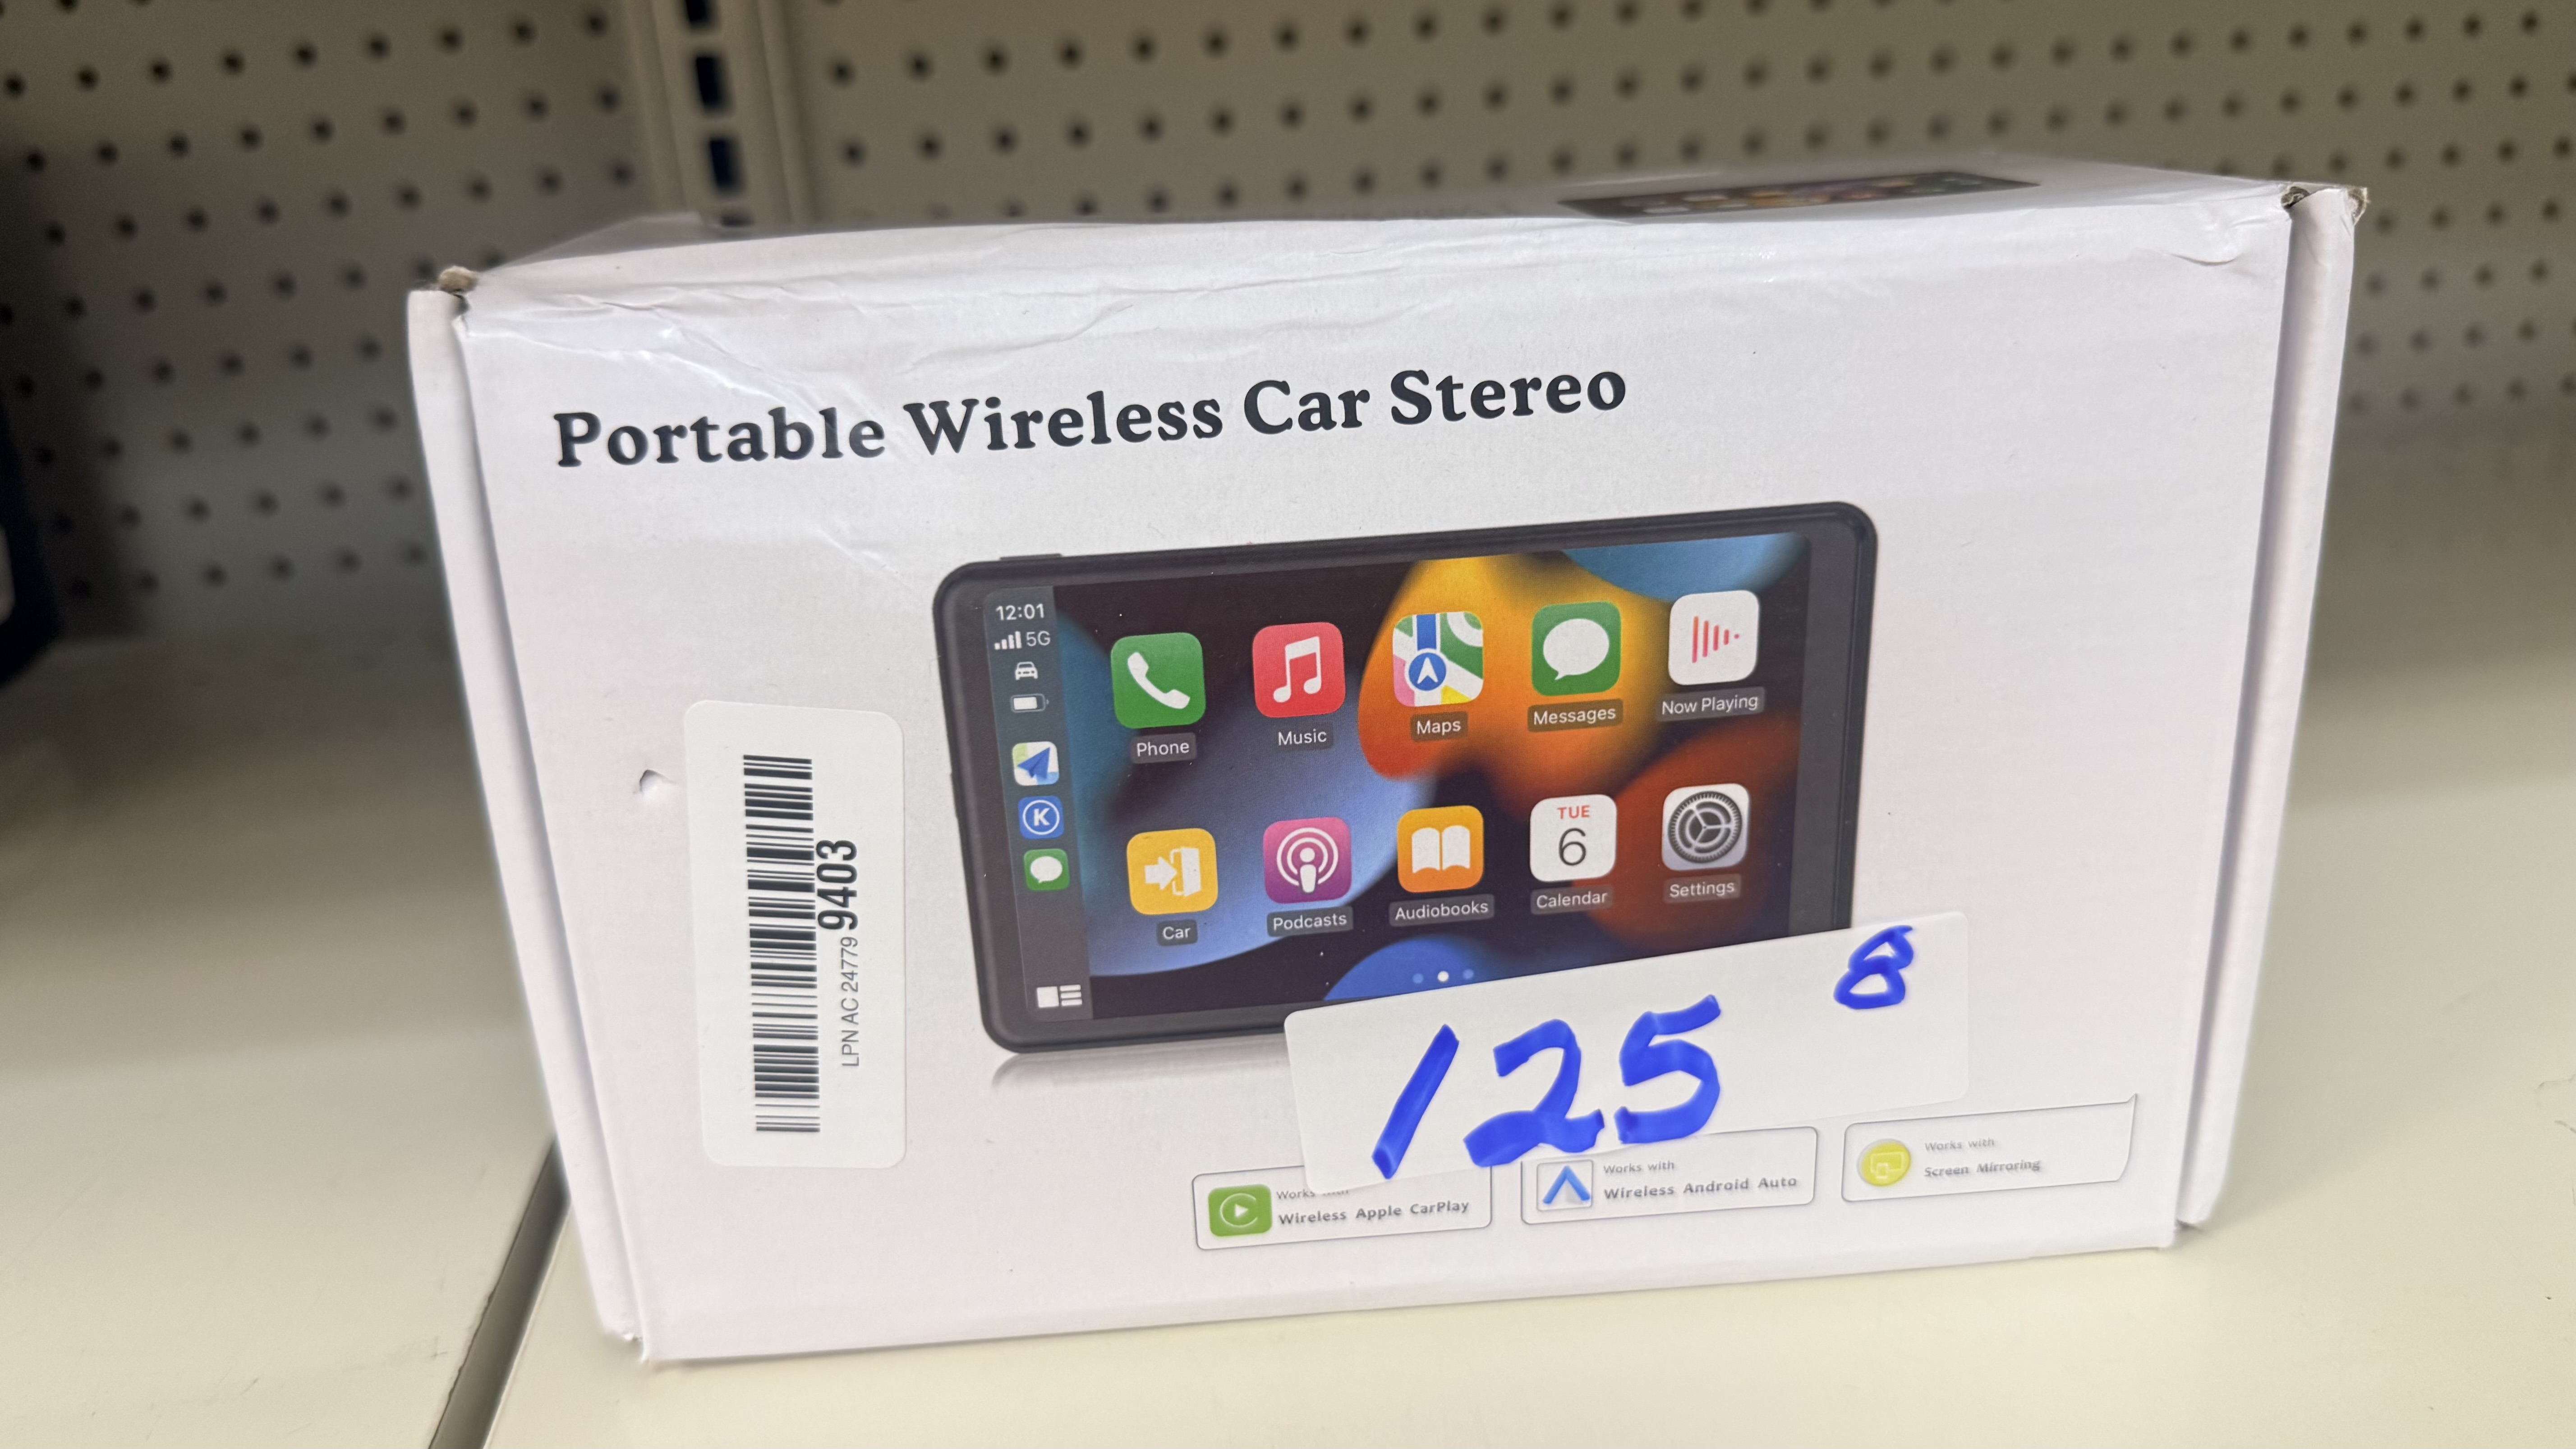 Portable Wireless Car Stereo
12:01
5G
Phone
Music
Maps
Messages
Now Playing
K
Car
Podcasts
Audiobooks
TUE
6
Calendar
Settings
LPN AC 24779 9403
125
8
Works
Wireless Apple CarPlay
Works with
Wireless Android Auto
Works with
Screen Mirroring